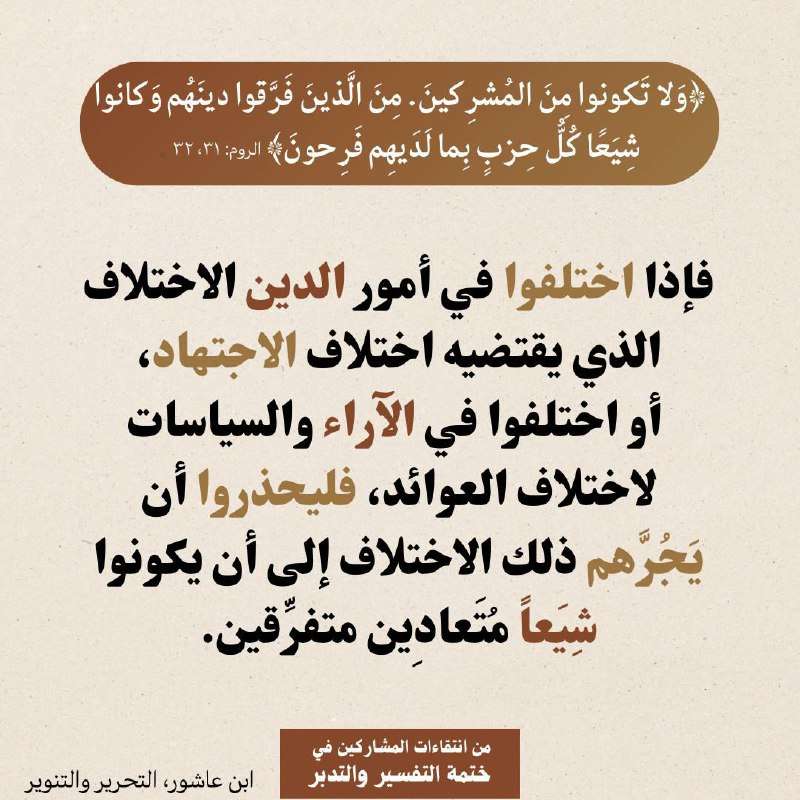 ﴿وَلا تَكونوا مِنَ المُشرِكينَ. مِنَ الَّذينَ فَرَّقوا دينَهُم وَكانوا
شِيَعًا كُلُّ حِزبٍ بِما لَدَيهِم فَرِحونَ﴾ الروم: ٣١، ٣٢
فإذا اختلفوا في أمور الدين الاختلاف
الذي يقتضيه اختلاف الاجتهاد،
أو اختلفوا في الآراء والسياسات
لاختلاف العوائد، فليحذروا أن
يَجُرَّهم ذلك الاختلاف إلى أن يكونوا
شِيَعاً مُتَعادِين متفرِّقين.
من انتقاءات المشاركين في
ختمة التفسير والتدبر
ابن عاشور، التحرير والتنوير